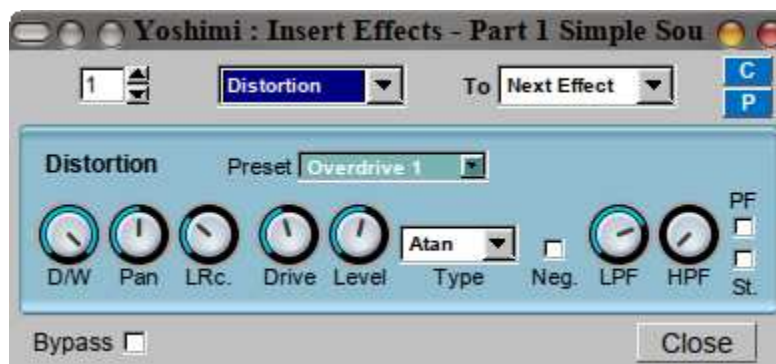 Yoshimi : Insert Effects - Part 1 Simple Sou
1 Distortion To Next Effect C
P
Distortion Preset Overdrive 1
PF
Atan
D/W Pan LRc. Drive Level Type Neg. LPF HPF St.
Bypass Close